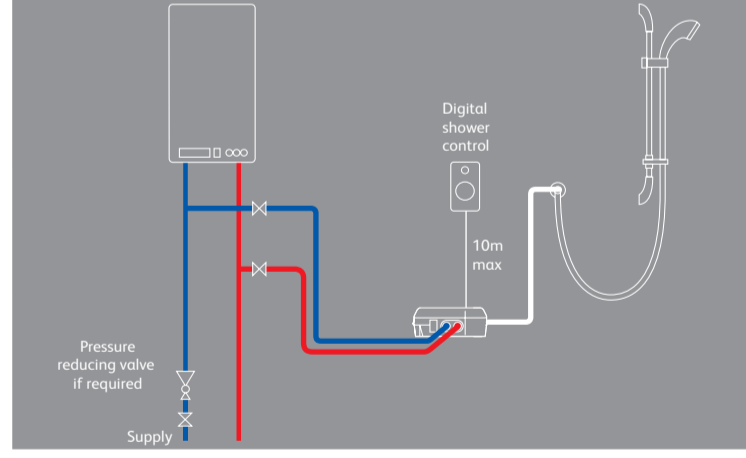 Digital
shower
control
10m
max
Pressure
reducing valve
if required
Supply